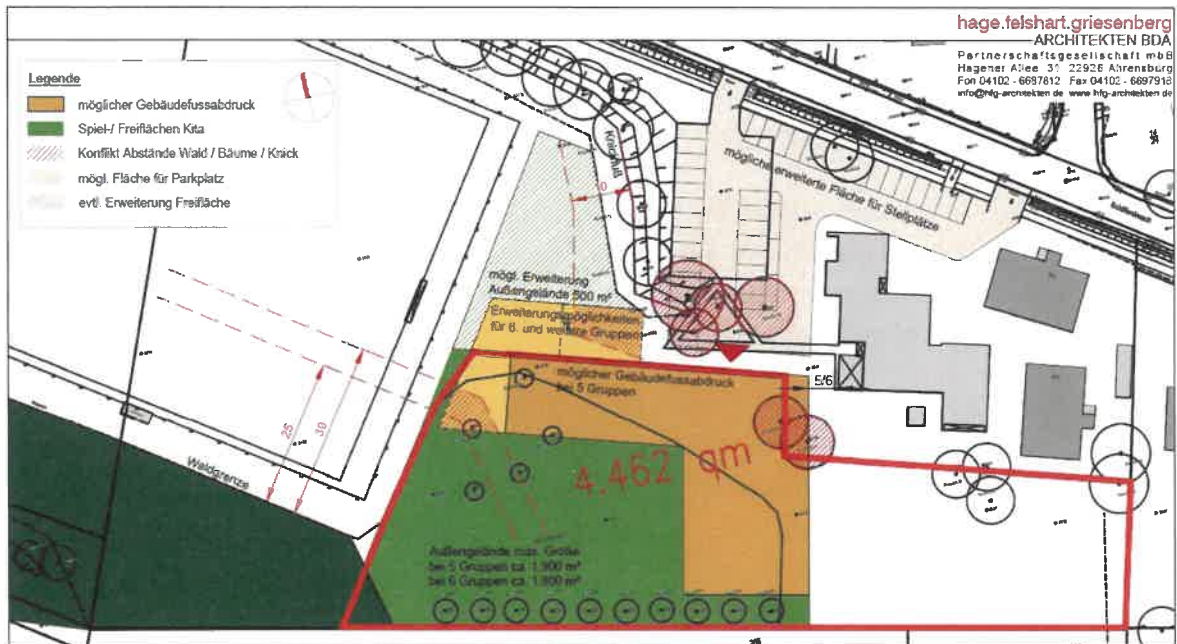 hage.felshart.griesenberg
ARCHITEKTEN BDA
Partnerschaftsgesellschaft mbB
Hagener Allee 31 22926 Ahrensburg
Fon 04102 - 6697812 Fax 04102 - 6697918
info@hfg-architekten.de www.hfg-architekten.de
Legende
möglicher Gebäudefussabdruck
Spiel-/ Freiflächen Kita
Konflikt Abstände Wald / Bäume / Knick
mögl. Fläche für Parkplatz
evtl. Erweiterung Freifläche
Knickfuß
mögliche erweiterte Fläche für Stellplätze
mögl. Erweiterung
Außengelände 500 m²
Erweiterungsmöglichkeiten
für 6. und weitere Gruppen
möglicher Gebäudefussabdruck
bei 5 Gruppen
5/6
25
30
Waldgrenze
4.462 qm
Außengelände max. Größe
bei 5 Gruppen ca. 1.900 m²
bei 6 Gruppen ca. 1.800 m²